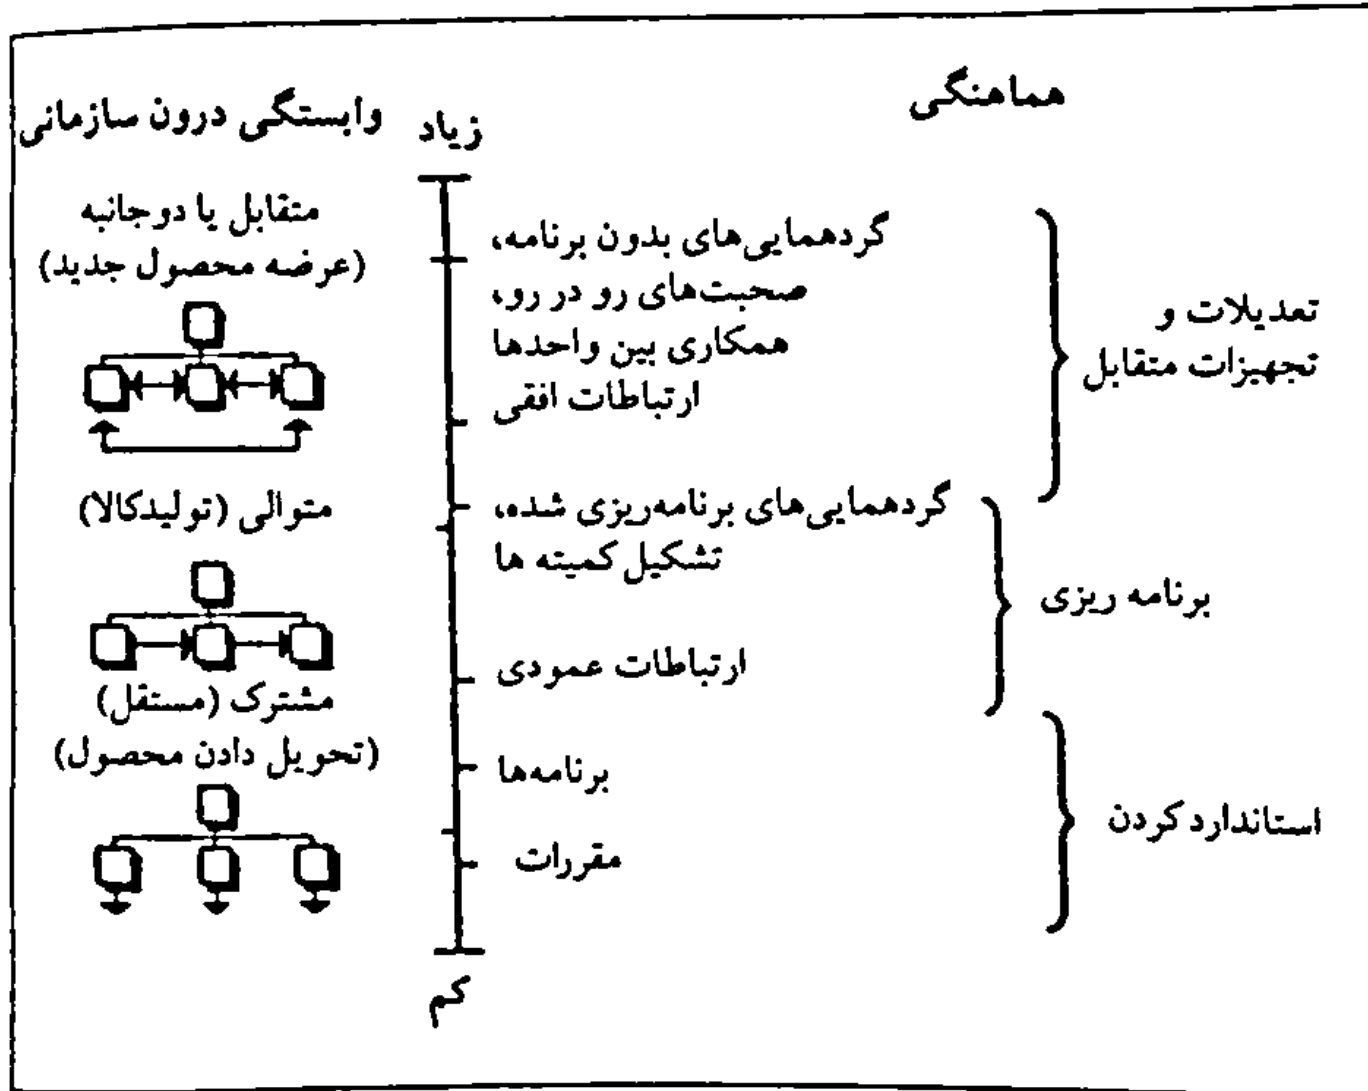 هماهنگی
وابستگی درون سازمانی
زیاد
متقابل یا دوجانبه
(عرضه محصول جدید)
گردهمایی‌های بدون برنامه،
صحبت‌های رو در رو،
همکاری بین واحدها
ارتباطات افقی
تعدیلات و
تجهیزات متقابل
متوالی (تولیدکالا)
گردهمایی‌های برنامه‌ریزی شده،
تشکیل کمیته ها
ارتباطات عمودی
برنامه ریزی
مشترک (مستقل)
(تحویل دادن محصول)
برنامه‌ها
مقررات
استاندارد کردن
کم